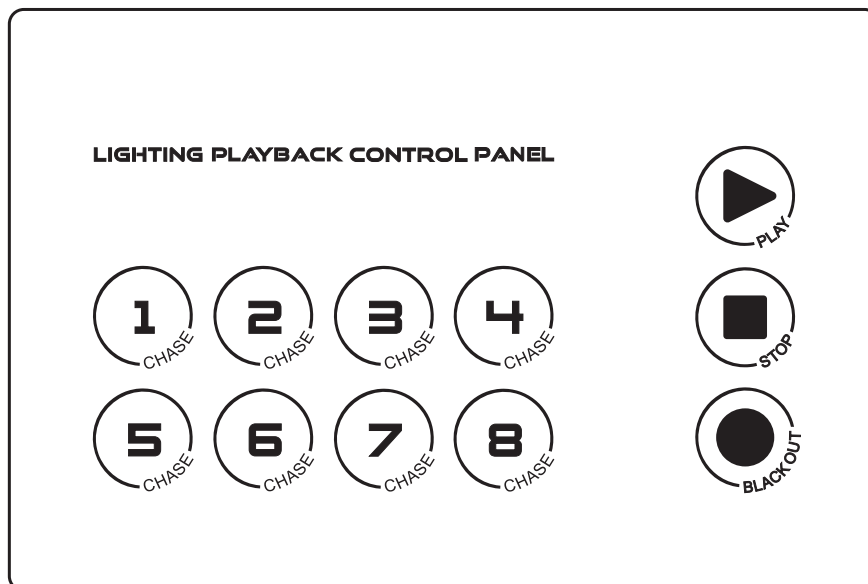 LIGHTING PLAYBACK CONTROL PANEL
PLAY
1 CHASE
2 CHASE
3 CHASE
4 CHASE
STOP
5 CHASE
6 CHASE
7 CHASE
8 CHASE
BLACK OUT